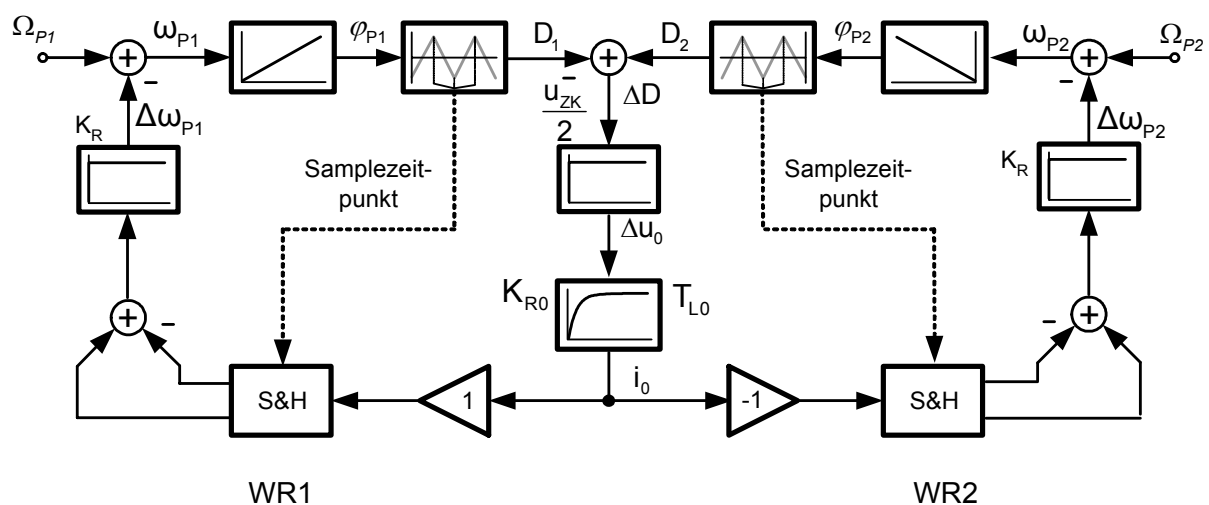 Ω_P1
ω_P1
φ_P1
D_1
D_2
φ_P2
ω_P2
Ω_P2
+
+
+
−
−
−
Δω_P1
u_ZK
2
ΔD
Δω_P2
K_R
K_R
Samplezeit-
punkt
Samplezeit-
punkt
Δu_0
K_R0
T_L0
+
−
−
+
S&H
1
i_0
-1
S&H
WR1
WR2